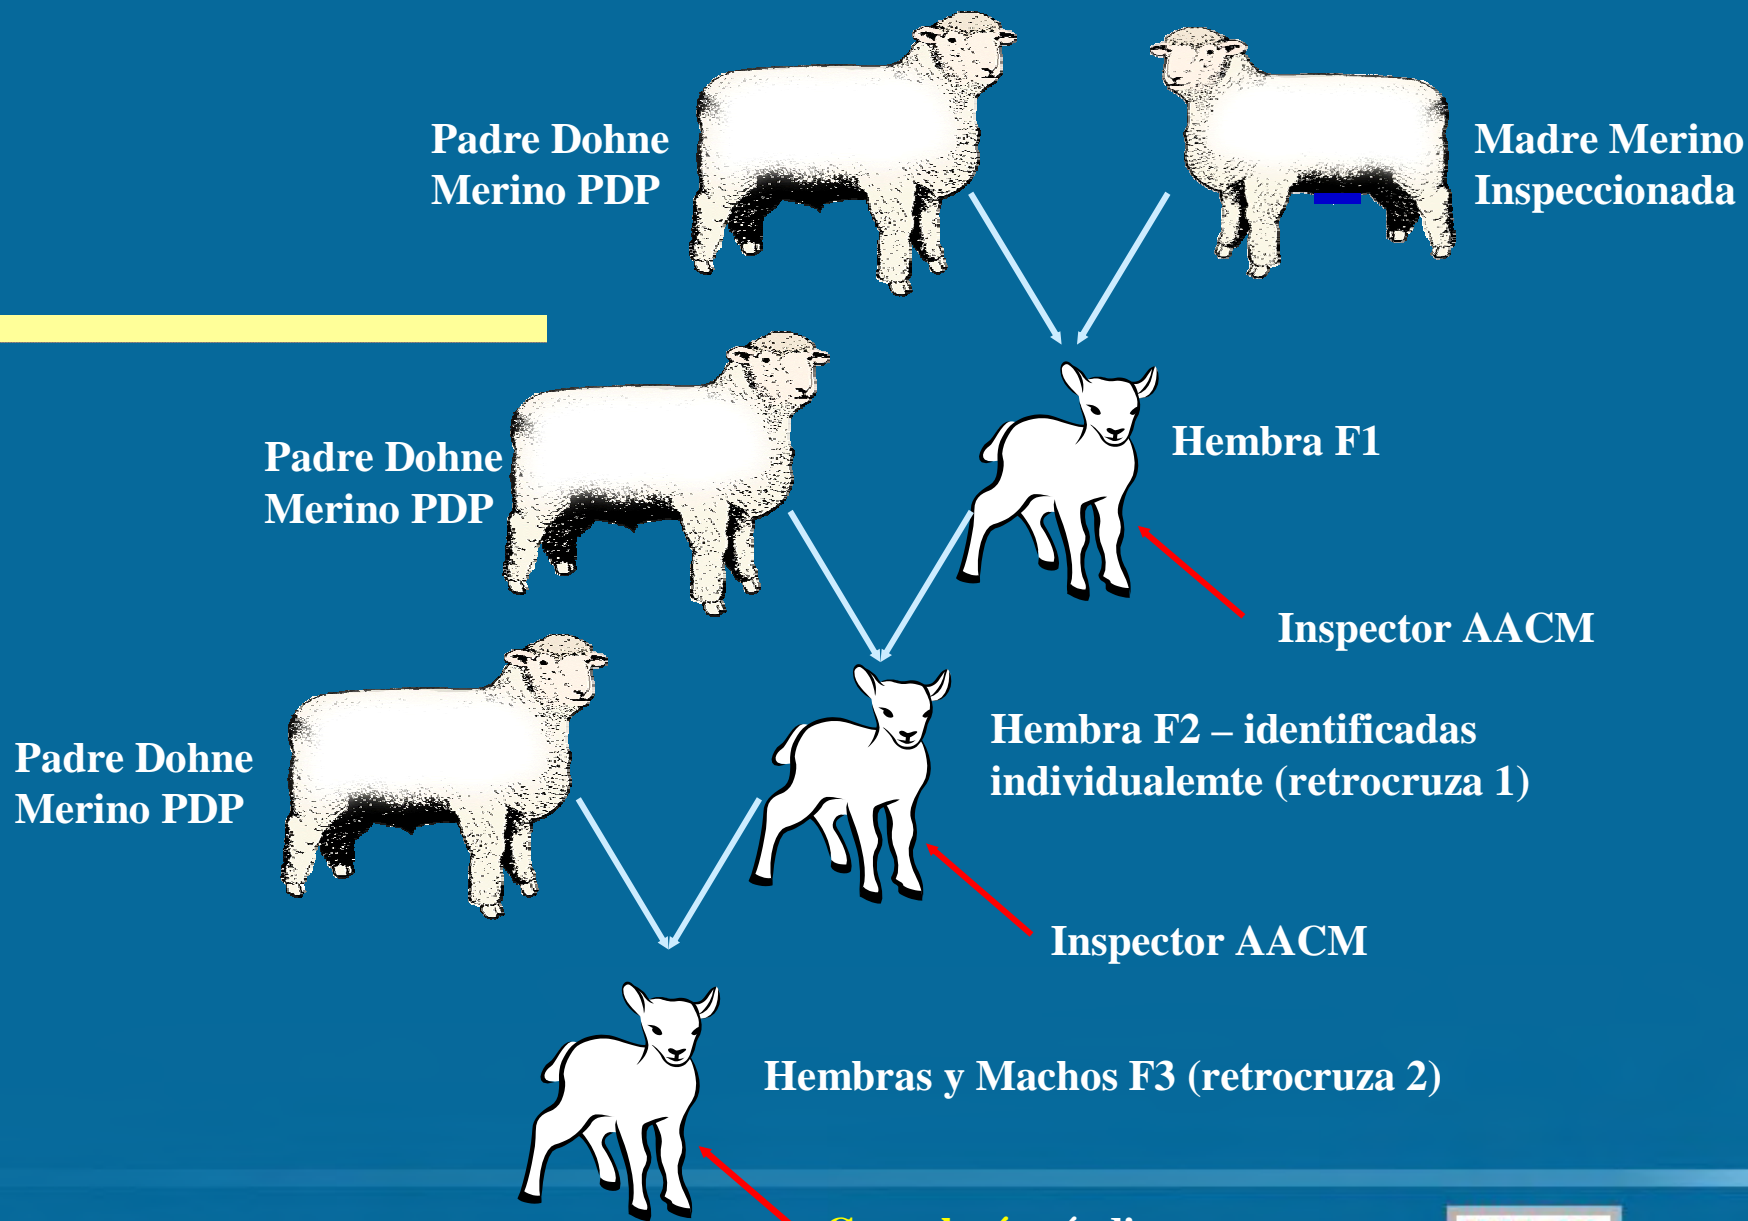 Padre Dohne
Merino PDP
Madre Merino
Inspeccionada
Padre Dohne
Merino PDP
Hembra F1
Inspector AACM
Padre Dohne
Merino PDP
Hembra F2 – identificadas
individualemte (retrocruza 1)
Inspector AACM
Hembras y Machos F3 (retrocruza 2)